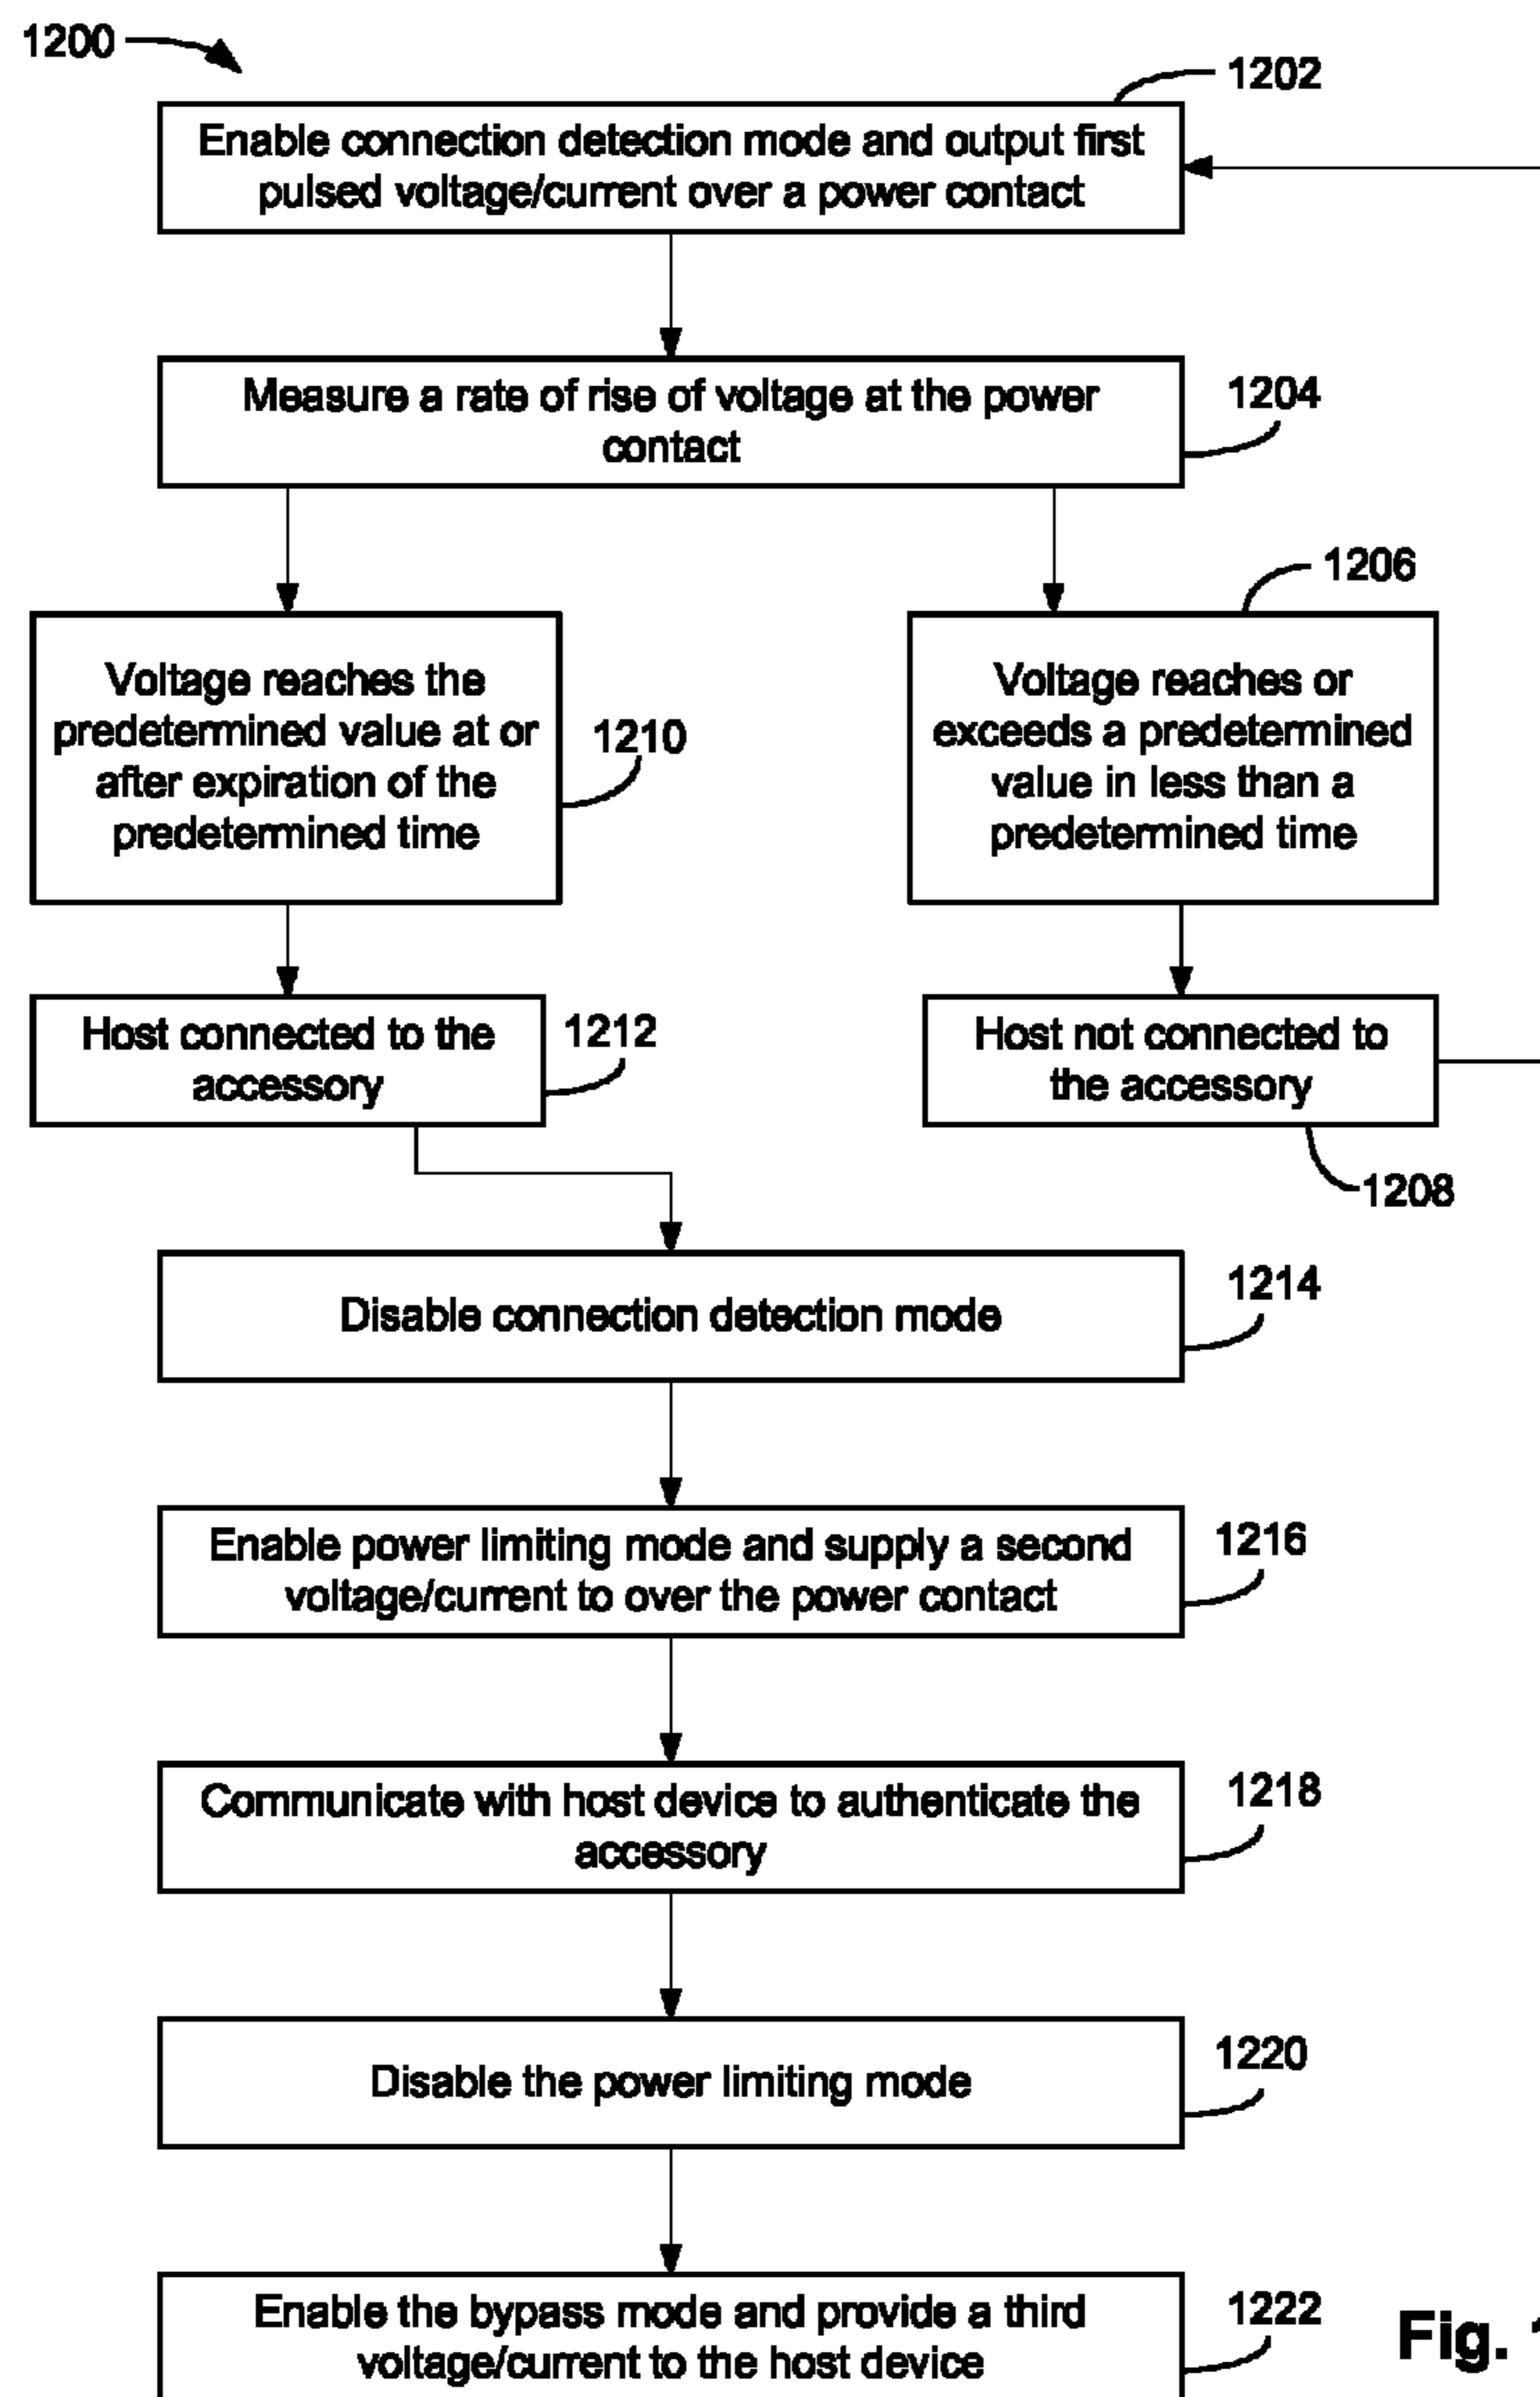 1200
1202
Enable connection detection mode and output first
pulsed voltage/current over a power contact
Measure a rate of rise of voltage at the power
contact
1204
1206
Voltage reaches the
predetermined value at or
after expiration of the
predetermined time
1210
Voltage reaches or
exceeds a predetermined
value in less than a
predetermined time
Host connected to the
accessory
1212
Host not connected to
the accessory
1208
Disable connection detection mode
1214
Enable power limiting mode and supply a second
voltage/current to over the power contact
1216
Communicate with host device to authenticate the
accessory
1218
Disable the power limiting mode
1220
Enable the bypass mode and provide a third
voltage/current to the host device
1222
Fig.